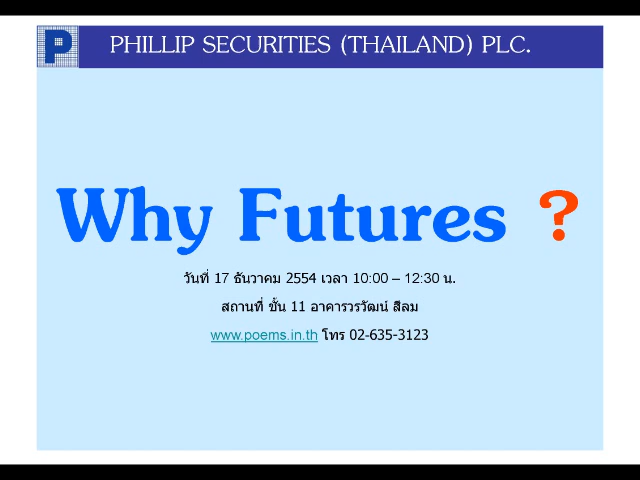 P PHILLIP SECURITIES (THAILAND) PLC.
Why Futures ?
วันที่ 17 ธันวาคม 2554 เวลา 10:00 – 12:30 น.
สถานที่ ชั้น 11 อาคารวรวัฒน์ สีลม
www.poems.in.th โทร 02-635-3123